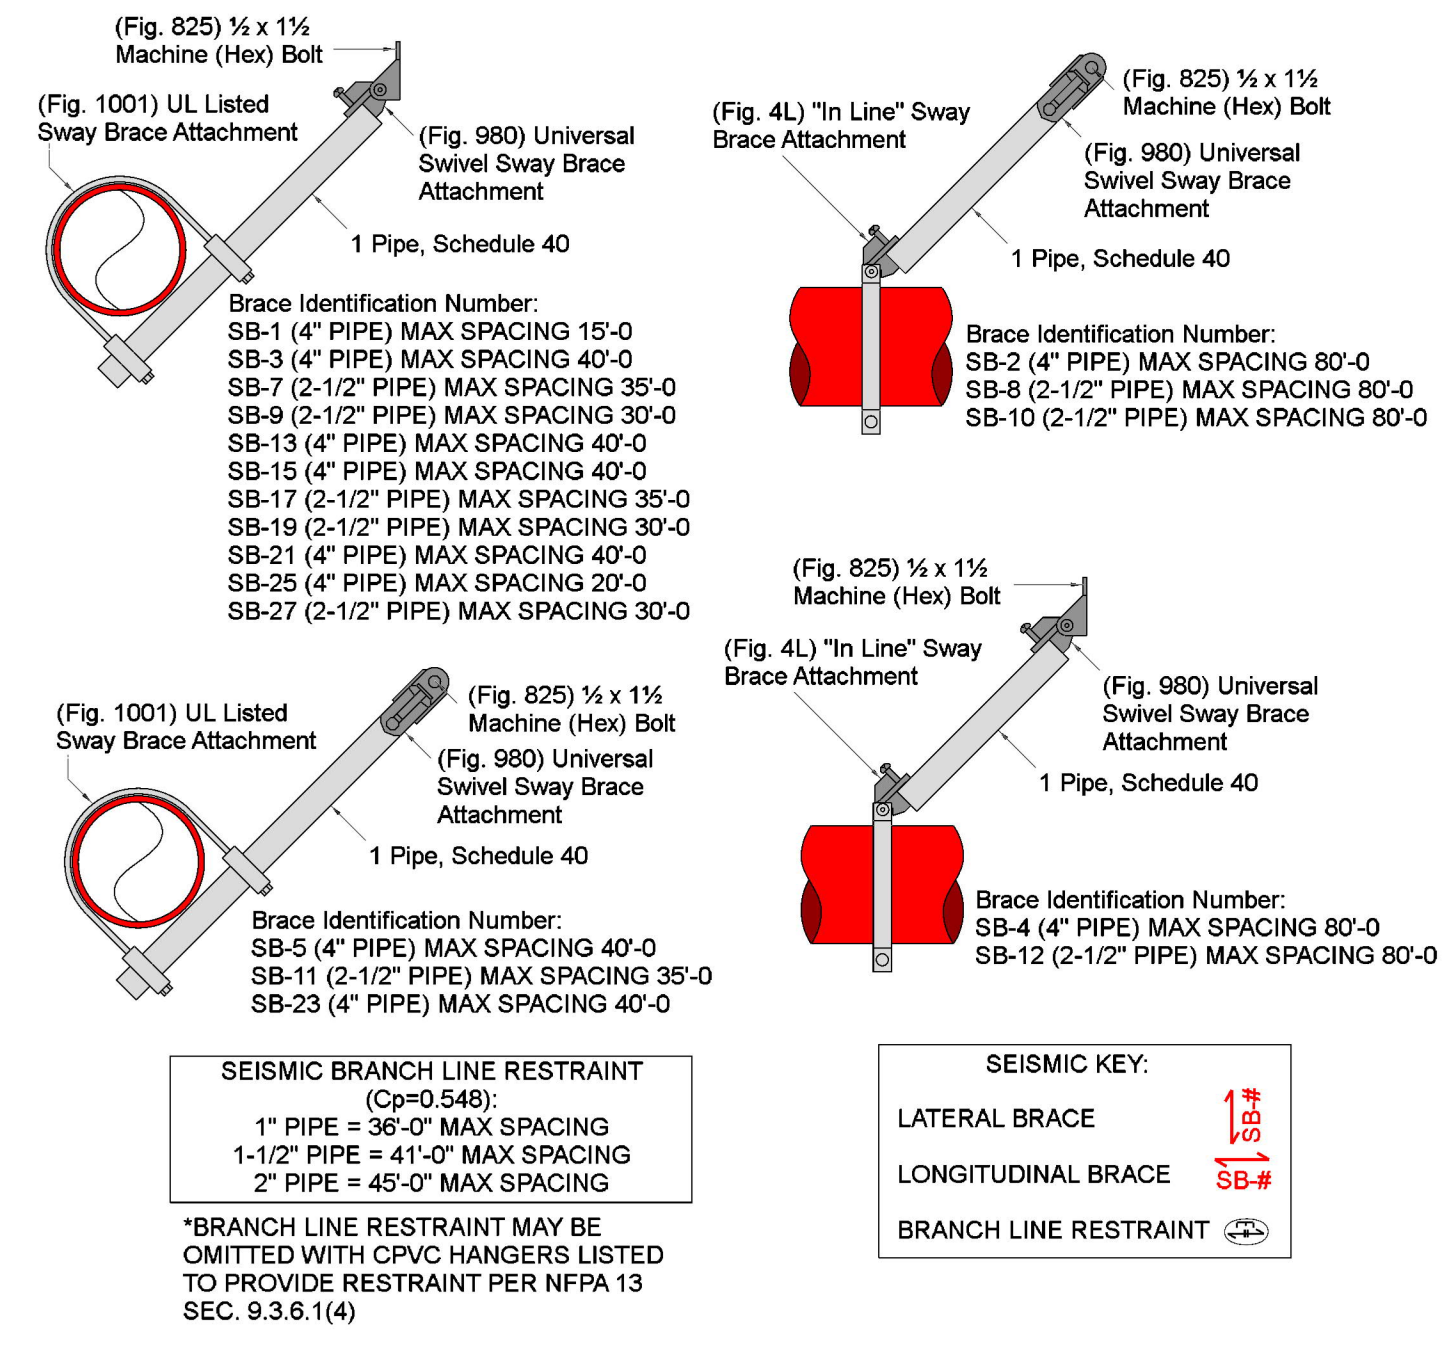 (Fig. 825) ½ x 1½
Machine (Hex) Bolt
(Fig. 1001) UL Listed
Sway Brace Attachment
(Fig. 980) Universal
Swivel Sway Brace
Attachment
1 Pipe, Schedule 40
Brace Identification Number:
SB-1 (4" PIPE) MAX SPACING 15'-0
SB-3 (4" PIPE) MAX SPACING 40'-0
SB-7 (2-1/2" PIPE) MAX SPACING 35'-0
SB-9 (2-1/2" PIPE) MAX SPACING 30'-0
SB-13 (4" PIPE) MAX SPACING 40'-0
SB-15 (4" PIPE) MAX SPACING 40'-0
SB-17 (2-1/2" PIPE) MAX SPACING 35'-0
SB-19 (2-1/2" PIPE) MAX SPACING 30'-0
SB-21 (4" PIPE) MAX SPACING 40'-0
SB-25 (4" PIPE) MAX SPACING 20'-0
SB-27 (2-1/2" PIPE) MAX SPACING 30'-0
(Fig. 825) ½ x 1½
Machine (Hex) Bolt
(Fig. 4L) "In Line" Sway
Brace Attachment
(Fig. 980) Universal
Swivel Sway Brace
Attachment
1 Pipe, Schedule 40
Brace Identification Number:
SB-2 (4" PIPE) MAX SPACING 80'-0
SB-8 (2-1/2" PIPE) MAX SPACING 80'-0
SB-10 (2-1/2" PIPE) MAX SPACING 80'-0
(Fig. 1001) UL Listed
Sway Brace Attachment
(Fig. 825) ½ x 1½
Machine (Hex) Bolt
(Fig. 980) Universal
Swivel Sway Brace
Attachment
1 Pipe, Schedule 40
Brace Identification Number:
SB-5 (4" PIPE) MAX SPACING 40'-0
SB-11 (2-1/2" PIPE) MAX SPACING 35'-0
SB-23 (4" PIPE) MAX SPACING 40'-0
(Fig. 825) ½ x 1½
Machine (Hex) Bolt
(Fig. 4L) "In Line" Sway
Brace Attachment
(Fig. 980) Universal
Swivel Sway Brace
Attachment
1 Pipe, Schedule 40
Brace Identification Number:
SB-4 (4" PIPE) MAX SPACING 80'-0
SB-12 (2-1/2" PIPE) MAX SPACING 80'-0
SEISMIC BRANCH LINE RESTRAINT
(Cp=0.548):
1" PIPE = 36'-0" MAX SPACING
1-1/2" PIPE = 41'-0" MAX SPACING
2" PIPE = 45'-0" MAX SPACING
*BRANCH LINE RESTRAINT MAY BE
OMITTED WITH CPVC HANGERS LISTED
TO PROVIDE RESTRAINT PER NFPA 13
SEC. 9.3.6.1(4)
SEISMIC KEY:
LATERAL BRACE
SB-#
LONGITUDINAL BRACE
SB-#
BRANCH LINE RESTRAINT